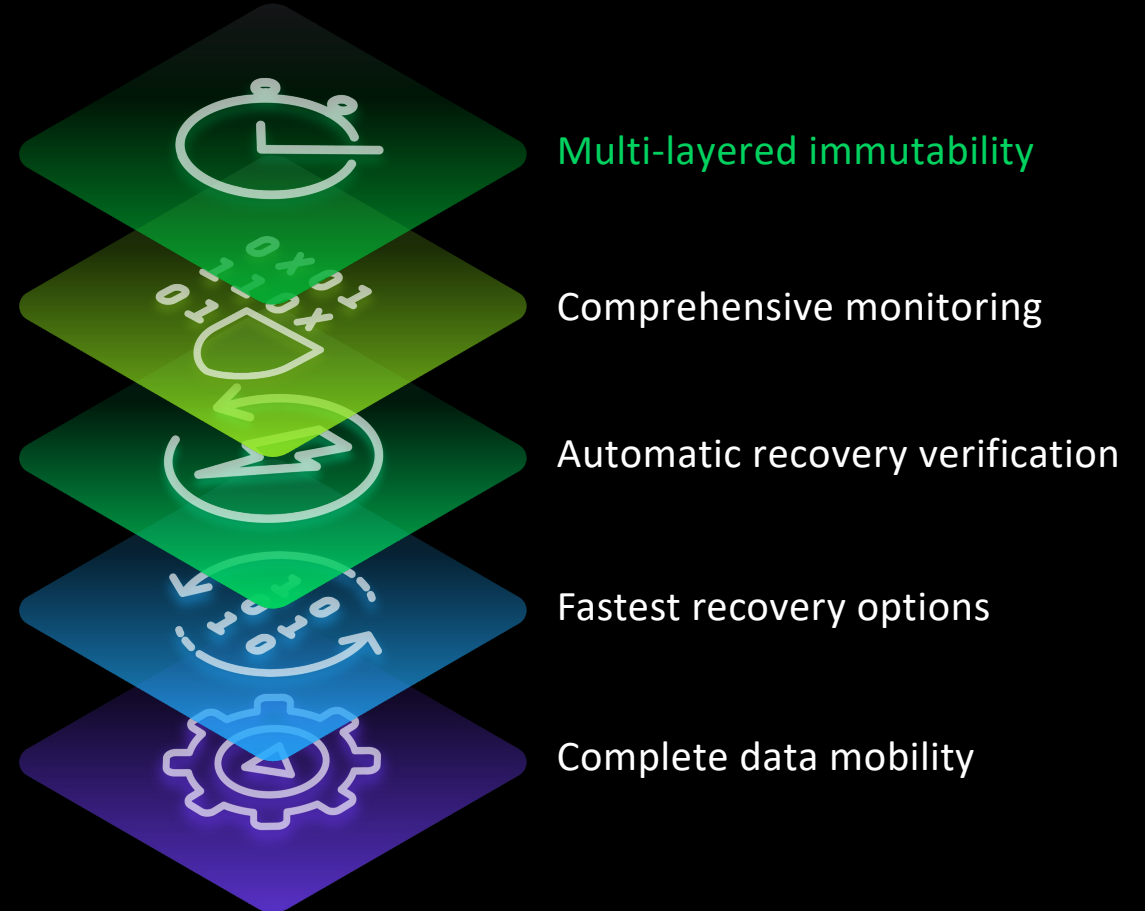 Multi-layered immutability
Comprehensive monitoring
Automatic recovery verification
Fastest recovery options
Complete data mobility